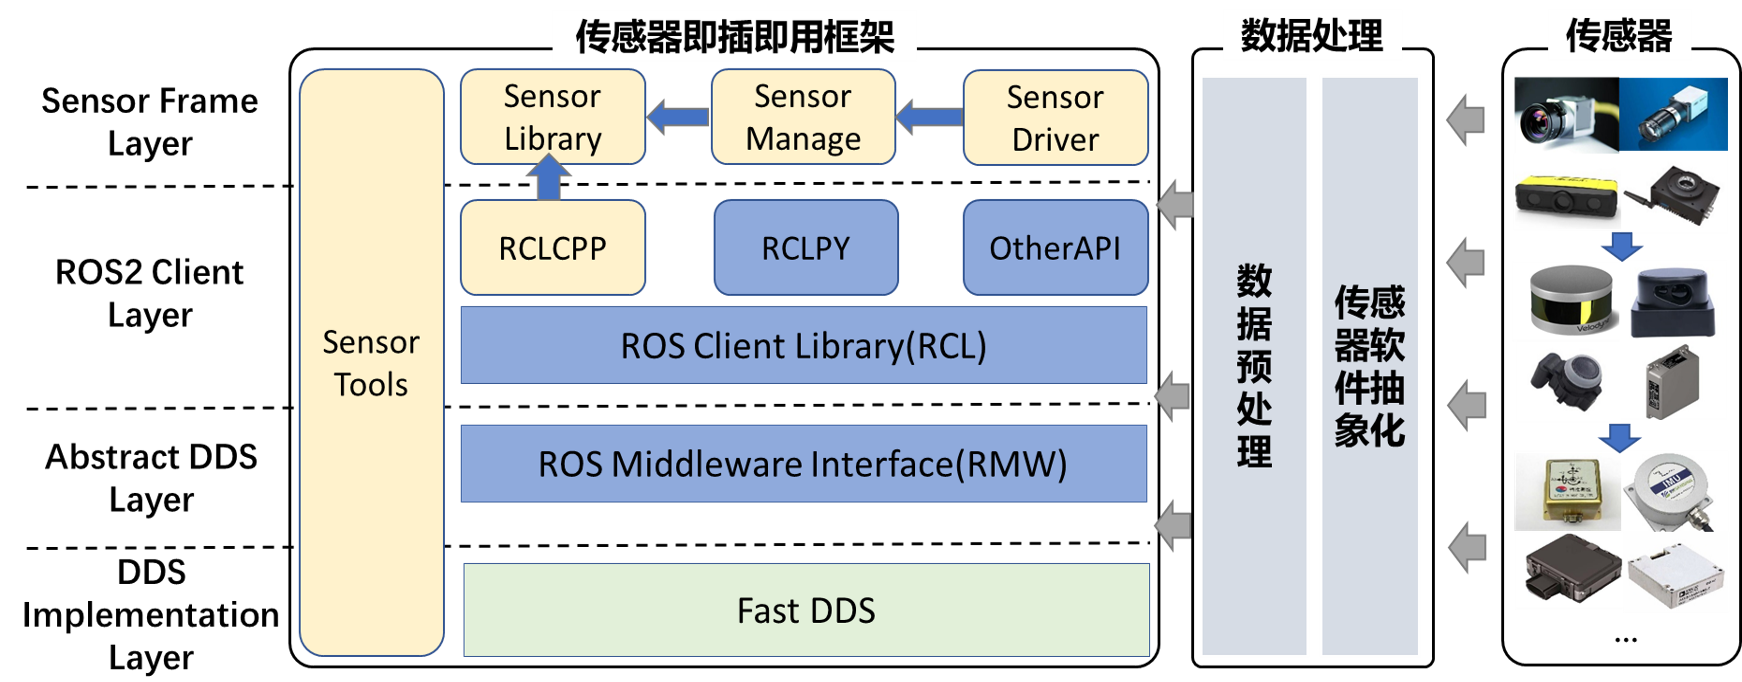 传感器即插即用框架
数据处理
传感器
Sensor Frame
Layer
Sensor
Library
Sensor
Manage
Sensor
Driver
ROS2 Client
Layer
RCLCPP
RCLPY
OtherAPI
ROS Client Library(RCL)
Sensor
Tools
Abstract DDS
Layer
ROS Middleware Interface(RMW)
DDS
Implementation
Layer
Fast DDS
数据预处理
传感
器软
件抽
象化
Velodyne
IMU
...